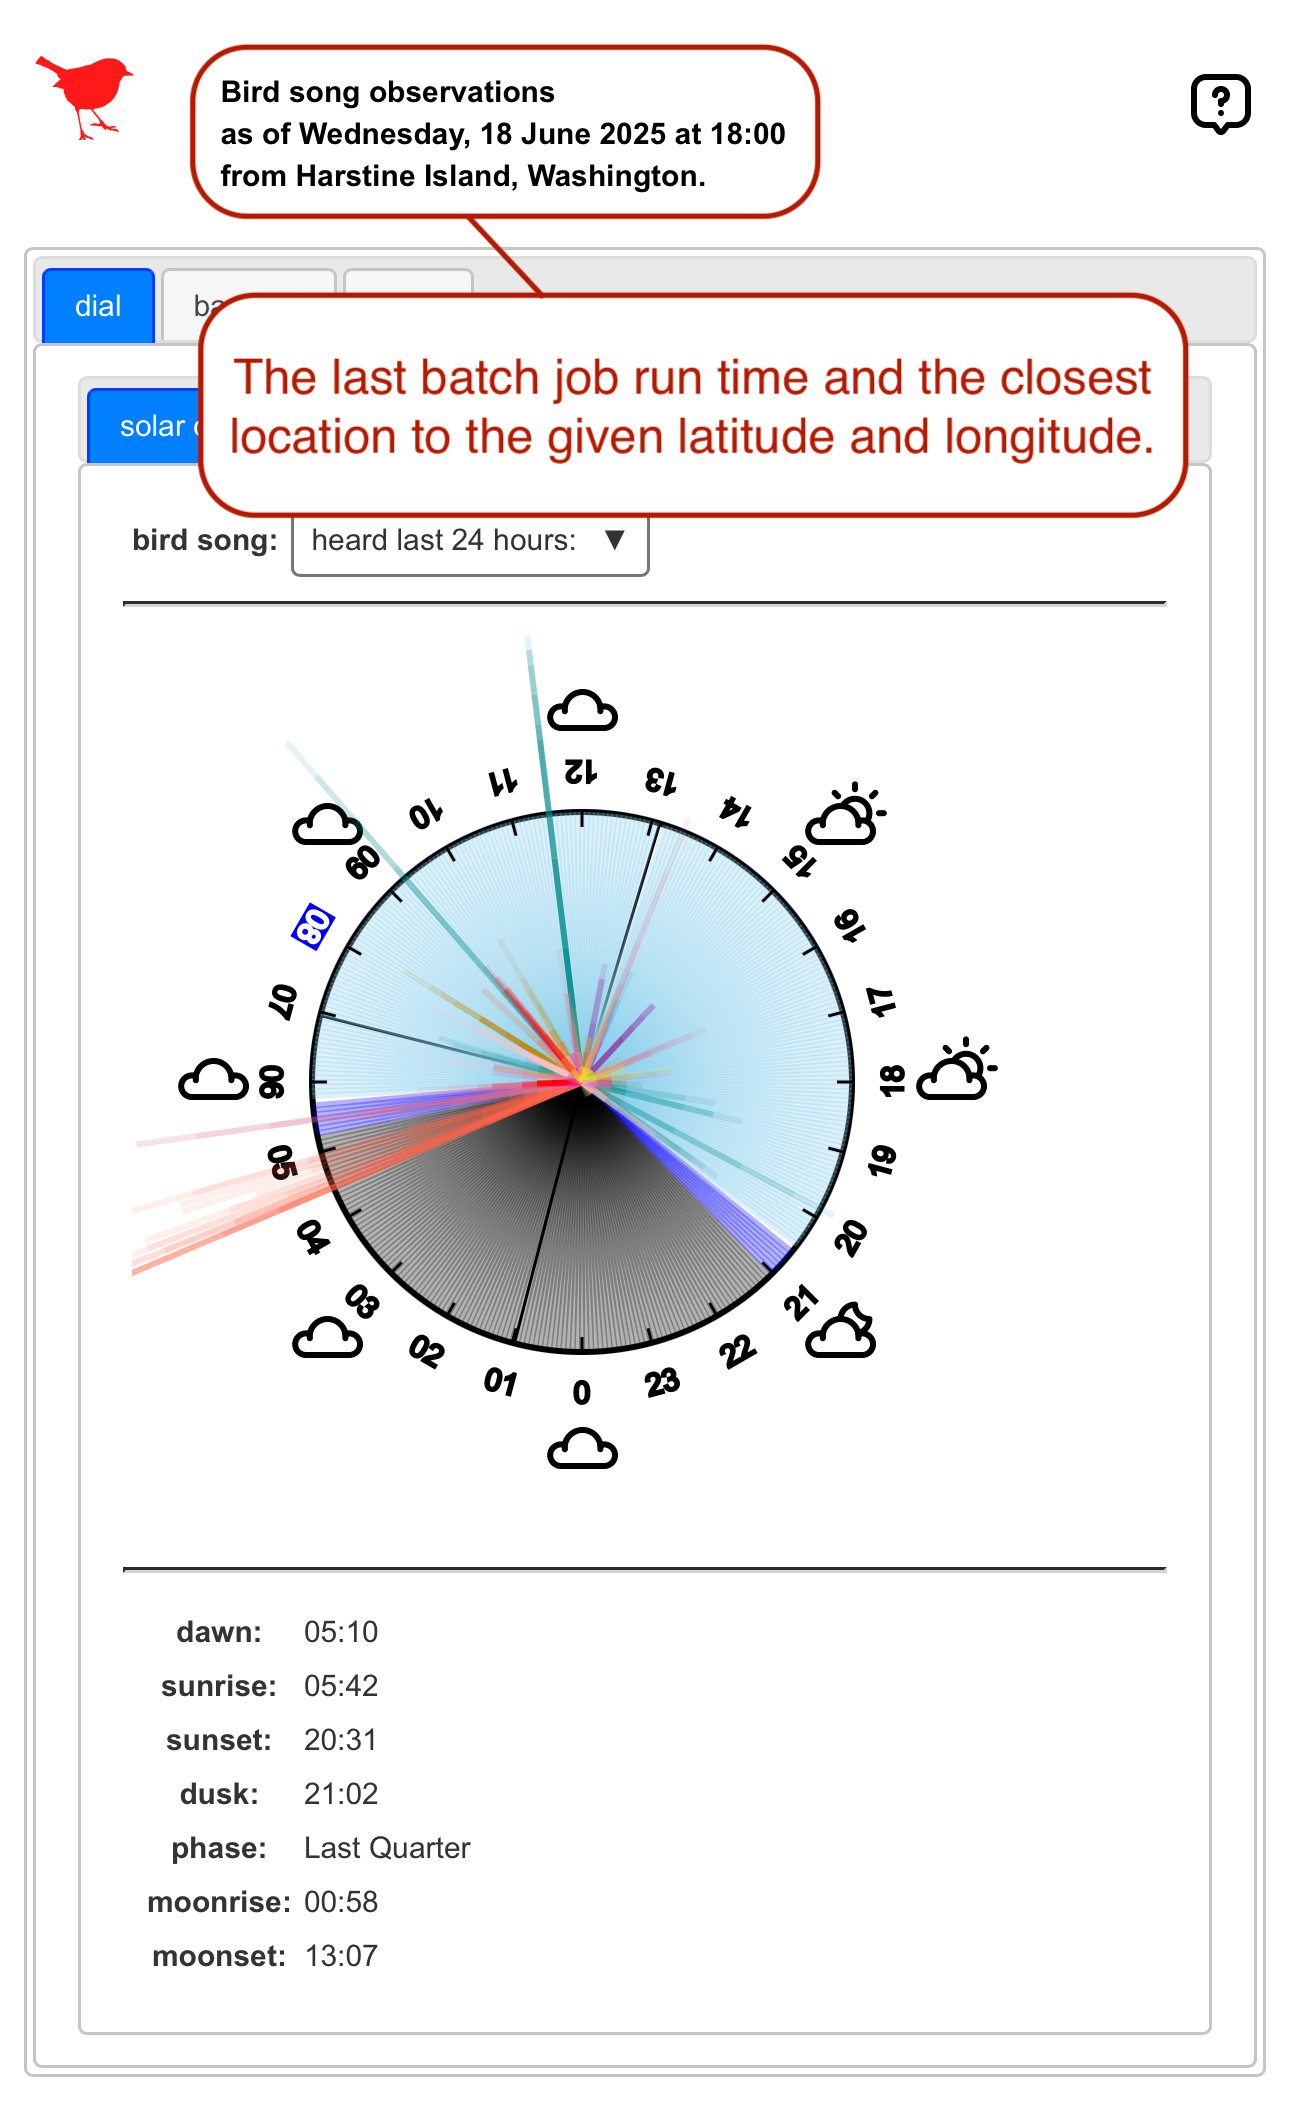 Bird song observations
as of Wednesday, 18 June 2025 at 18:00
from Harstine Island, Washington.
?
dial
The last batch job run time and the closest
location to the given latitude and longitude.
solar
bird song: heard last 24 hours: ▼
12
13
14
15
16
17
18
19
20
21
22
23
0
01
02
03
04
05
06
07
08
09
10
11
dawn: 05:10
sunrise: 05:42
sunset: 20:31
dusk: 21:02
phase: Last Quarter
moonrise: 00:58
moonset: 13:07